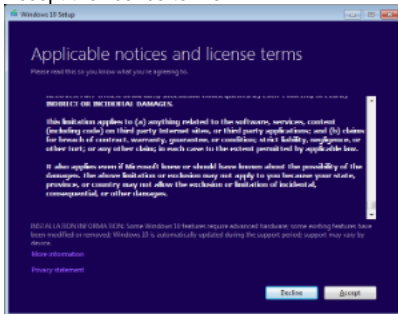 Windows 10 Setup
Applicable notices and license terms
Please read this so you know what you're agreeing to.
INDIRECT OR INCIDENTAL DAMAGES.
This limitation applies to (a) anything related to the software, services, content
(including code) on third party Internet sites, or third party applications; and (b) claims
for breach of contract, warranty, guarantee, or condition; strict liability, negligence, or
other tort; or any other claim; in each case to the extent permitted by applicable law.
It also applies even if Microsoft knew or should have known about the possibility of the
damages. The above limitation or exclusion may not apply to you because your state,
province, or country may not allow the exclusion or limitation of incidental,
consequential, or other damages.
INSTALLATION INFORMATION: Some Windows 10 features require advanced hardware; some existing features have
been modified or removed; Windows 10 is automatically updated during the support period; support may vary by
device.
More information
Privacy statement
Decline
Accept